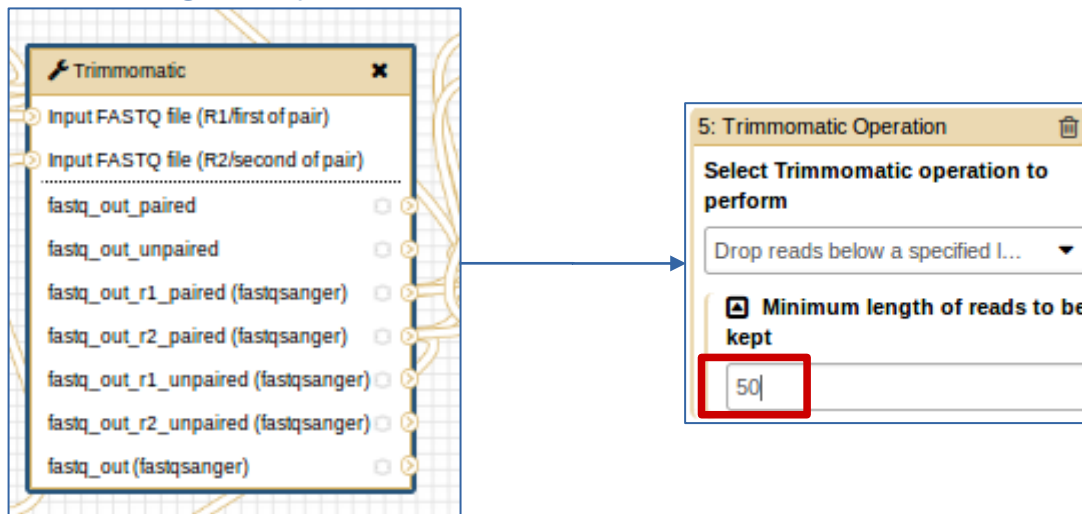 Trimmomatic
Input FASTQ file (R1/first of pair)
Input FASTQ file (R2/second of pair)
fastq_out_paired
fastq_out_unpaired
fastq_out_r1_paired (fastqsanger)
fastq_out_r2_paired (fastqsanger)
fastq_out_r1_unpaired (fastqsanger)
fastq_out_r2_unpaired (fastqsanger)
fastq_out (fastqsanger)
5: Trimmomatic Operation
Select Trimmomatic operation to
perform
Drop reads below a specified l...
Minimum length of reads to be
kept
50